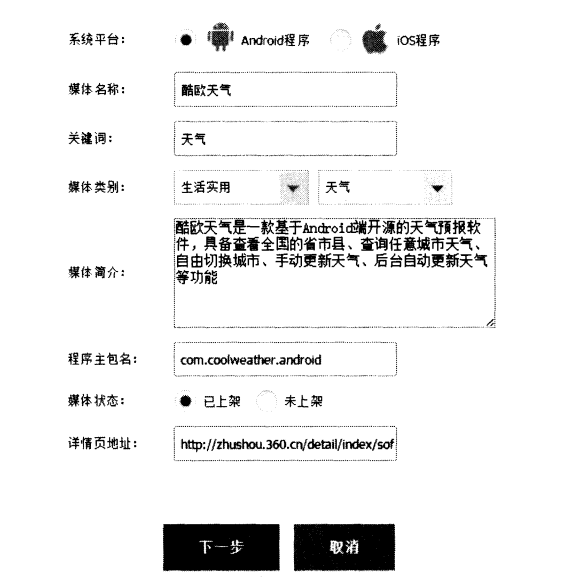 系统平台： Android程序 iOS程序
媒体名称： 酷欧天气
关键词： 天气
媒体类别： 生活实用 天气
媒体简介： 酷欧天气是一款基于Android端开源的天气预报软
件，具备查看全国的省市县、查询任意城市天气、
自由切换城市、手动更新天气、后台自动更新天气
等功能
程序主包名： com.coolweather.android
媒体状态： 已上架 未上架
详情页地址： http://zhushou.360.cn/detail/index/sof
下一步 取消